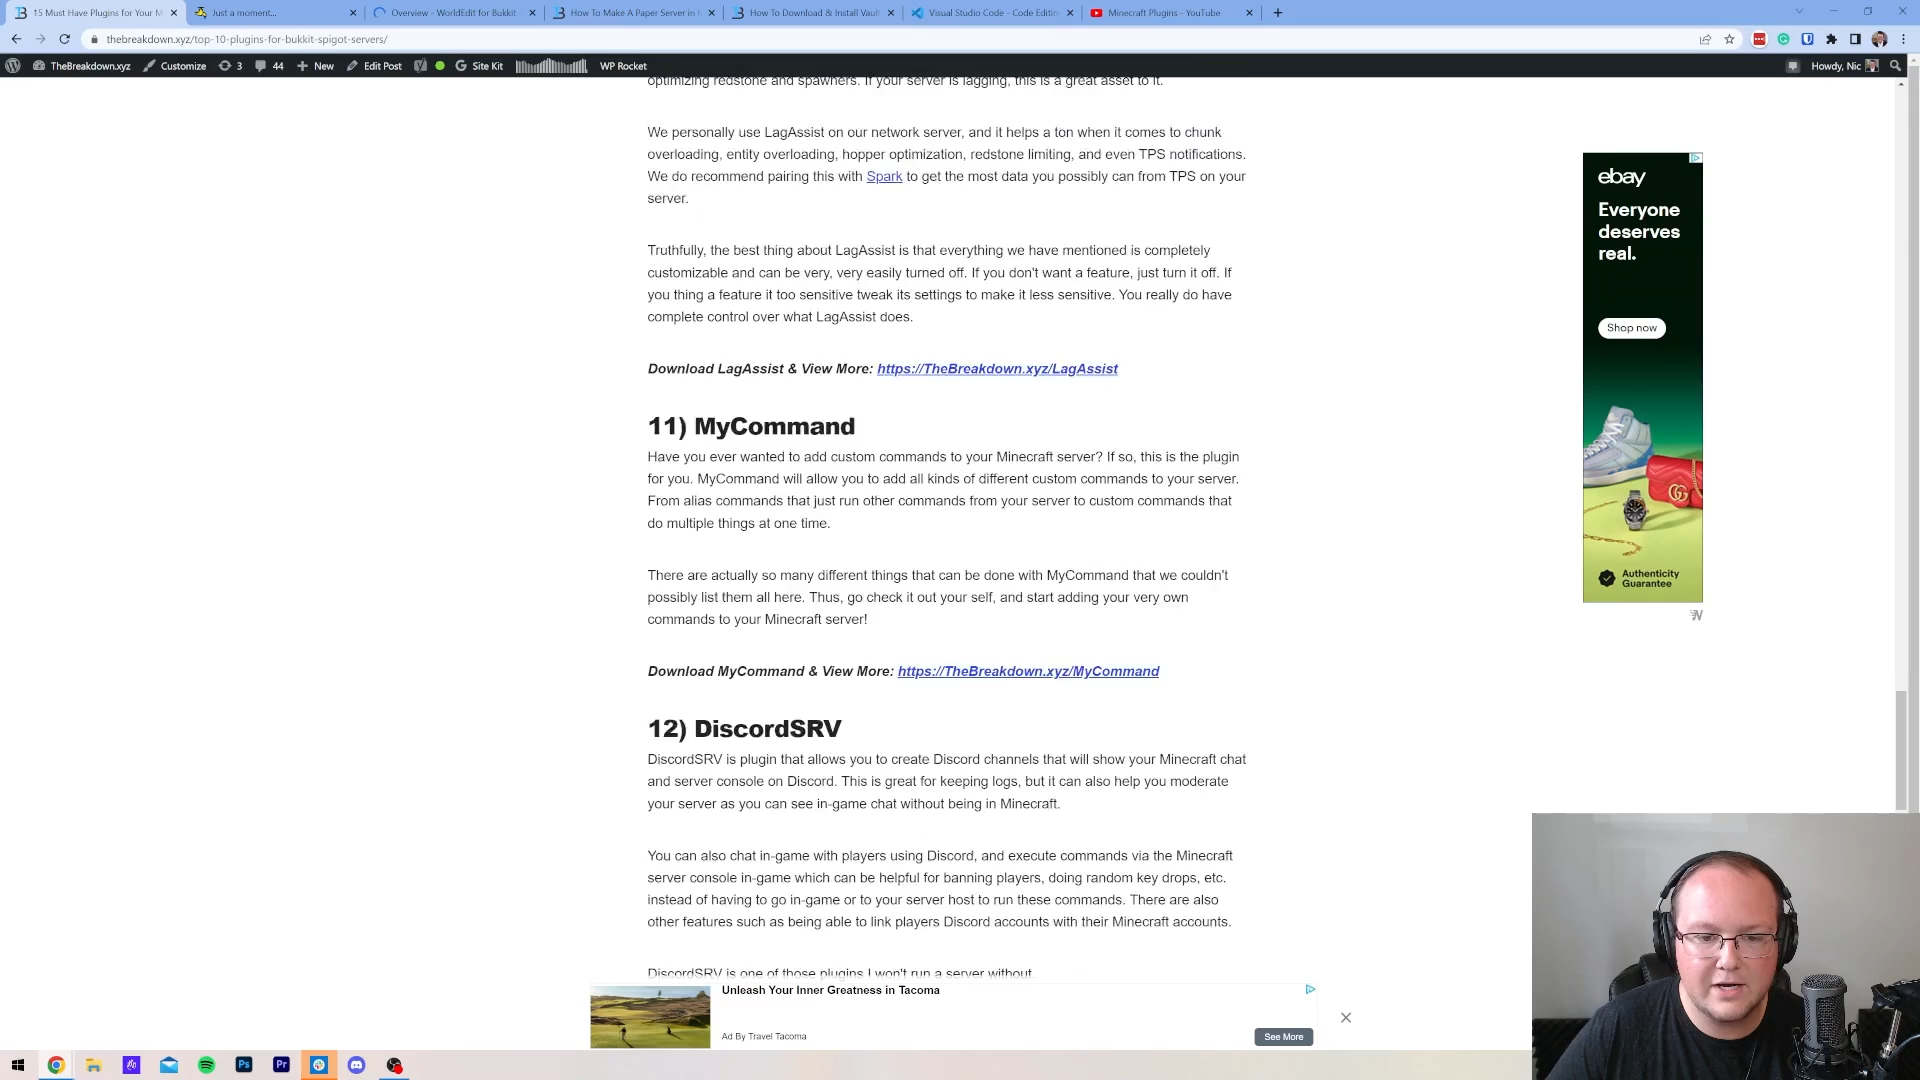 15 Must Have Plugins for Your M
Just a moment...
Overview - WorldEdit for Bukkit -
How To Make A Paper Server in
How To Download & Install Vault
Visual Studio Code - Code Editin
Minecraft Plugins - YouTube
thebreakdown.xyz/top-10-plugins-for-bukkit-spigot-servers/
TheBreakdown.xyz
Customize
3
44
New
Edit Post
Site Kit
WP Rocket
Howdy, Nic
optimizing redstone and spawners. If your server is lagging, this is a great asset to it.
We personally use LagAssist on our network server, and it helps a ton when it comes to chunk
overloading, entity overloading, hopper optimization, redstone limiting, and even TPS notifications.
We do recommend pairing this with Spark to get the most data you possibly can from TPS on your
server.
Truthfully, the best thing about LagAssist is that everything we have mentioned is completely
customizable and can be very, very easily turned off. If you don't want a feature, just turn it off. If
you thing a feature it too sensitive tweak its settings to make it less sensitive. You really do have
complete control over what LagAssist does.
Download LagAssist & View More: https://TheBreakdown.xyz/LagAssist
11) MyCommand
Have you ever wanted to add custom commands to your Minecraft server? If so, this is the plugin
for you. MyCommand will allow you to add all kinds of different custom commands to your server.
From alias commands that just run other commands from your server to custom commands that
do multiple things at one time.
There are actually so many different things that can be done with MyCommand that we couldn't
possibly list them all here. Thus, go check it out your self, and start adding your very own
commands to your Minecraft server!
Download MyCommand & View More: https://TheBreakdown.xyz/MyCommand
12) DiscordSRV
DiscordSRV is plugin that allows you to create Discord channels that will show your Minecraft chat
and server console on Discord. This is great for keeping logs, but it can also help you moderate
your server as you can see in-game chat without being in Minecraft.
You can also chat in-game with players using Discord, and execute commands via the Minecraft
server console in-game which can be helpful for banning players, doing random key drops, etc.
instead of having to go in-game or to your server host to run these commands. There are also
other features such as being able to link players Discord accounts with their Minecraft accounts.
DiscordSRV is one of those plugins I won't run a server without.
ebay
Everyone
deserves
real.
Shop now
Authenticity
Guarantee
Unleash Your Inner Greatness in Tacoma
Ad By Travel Tacoma
See More
Ps
Pr